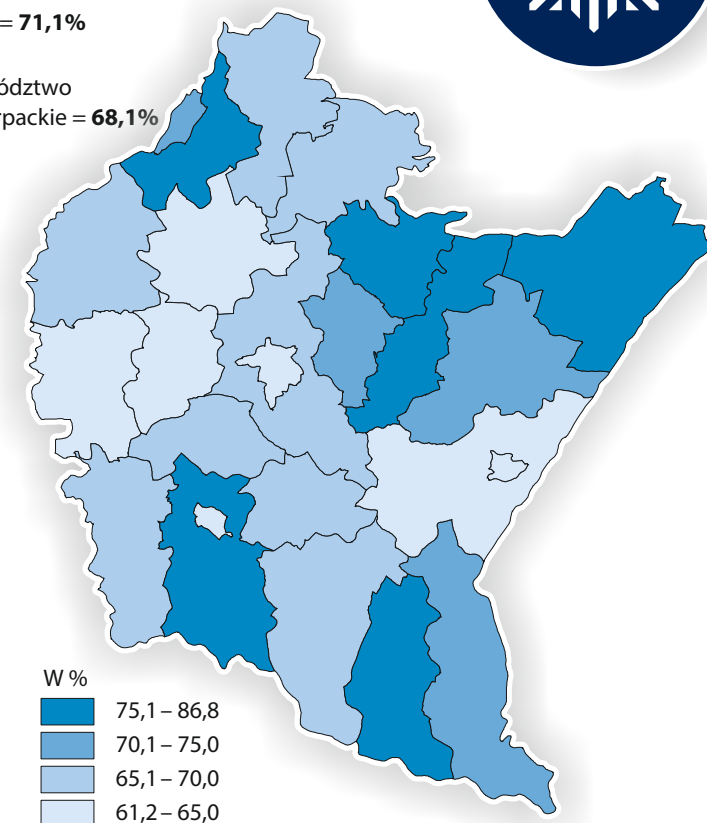 = 71,1%
ództwo
rpackie = 68,1%
W %
75,1 – 86,8
70,1 – 75,0
65,1 – 70,0
61,2 – 65,0